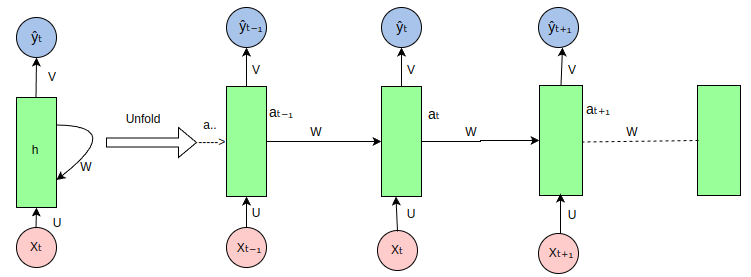 ŷₜ
V
h
W
U
Xₜ
Unfold
a..
ŷₜ₋₁
V
aₜ₋₁
W
U
Xₜ₋₁
ŷₜ
V
aₜ
W
U
Xₜ
ŷₜ₊₁
V
aₜ₊₁
W
U
Xₜ₊₁